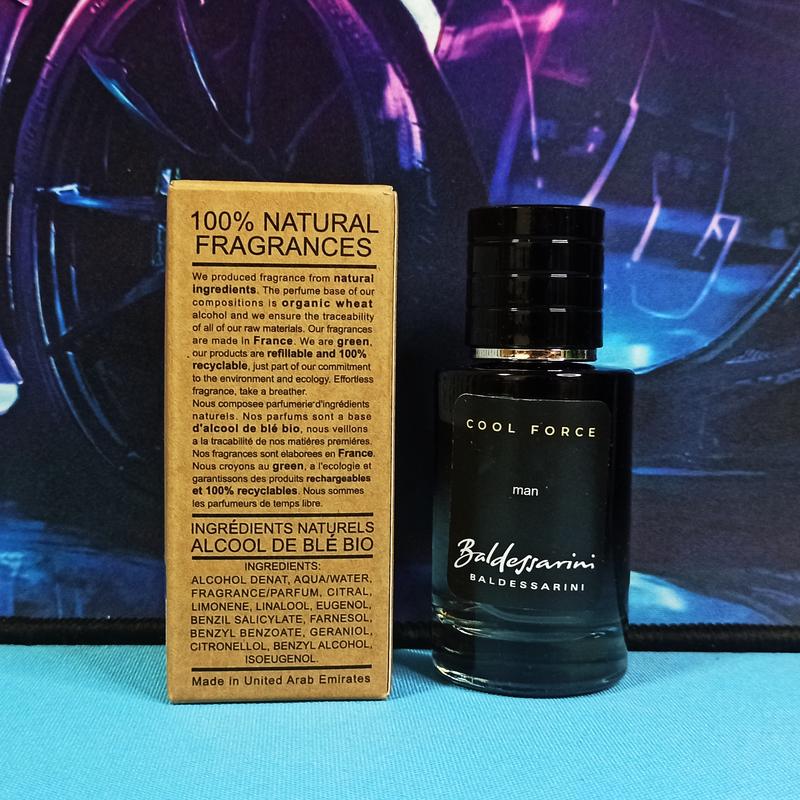 100% NATURAL
FRAGRANCES
We produced fragrance from natural
ingredients. The perfume base of our
compositions is organic wheat
alcohol and we ensure the traceability
of all of our raw materials. Our fragrances
are made in France. We are green,
our products are refillable and 100%
recyclable, just part of our commitment
to the environment and ecology. Effortless
fragrance, take a breather.
Nous composee parfumerie'd'ingrédients
naturels. Nos parfums sont a base
d'alcool de blé bio, nous veillons
a la tracabilité de nos matiéres premiéres.
Nos fragrances sont elaborees en France.
Nous croyons au green, a l'ecologie et
garantissons des produits rechargeables
et 100% recyclables. Nous sommes
les parfumeurs de temps libre.
INGRÉDIENTS NATURELS
ALCOOL DE BLÉ BIO
INGREDIENTS:
ALCOHOL DENAT, AQUA/WATER,
FRAGRANCE/PARFUM, CITRAL,
LIMONENE, LINALOOL, EUGENOL,
BENZIL SALICYLATE, FARNESOL,
BENZYL BENZOATE, GERANIOL,
CITRONELLOL, BENZYL ALCOHOL,
ISOEUGENOL.
Made in United Arab Emirates
COOL FORCE
man
Baldessarini
BALDESSARINI